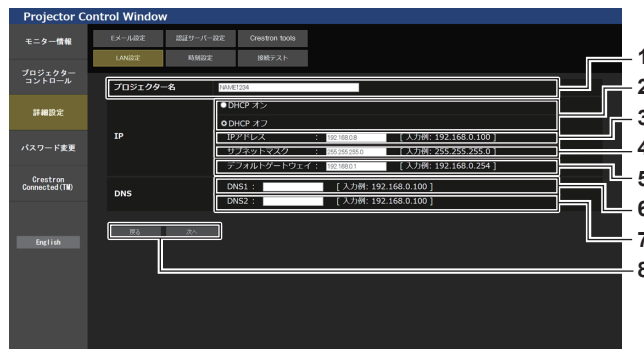 Projector Control Window
モニター情報
プロジェクター
コントロール
詳細設定
パスワード変更
Crestron
Connected(TM)
English
Eメール設定 認証サーバー設定 Crestron tools
LAN設定 時刻設定 接続テスト
プロジェクター名 NAME1234
IP
DHCP オン
DHCP オフ
IPアドレス : 192.168.0.8 [ 入力例: 192.168.0.100 ]
サブネットマスク : 255.255.255.0 [ 入力例: 255.255.255.0 ]
デフォルトゲートウェイ : 192.168.0.1 [ 入力例: 192.168.0.254 ]
DNS
DNS1 : [ 入力例: 192.168.0.100 ]
DNS2 : [ 入力例: 192.168.0.100 ]
戻る 次へ
1
2
3
4
5
6
7
8